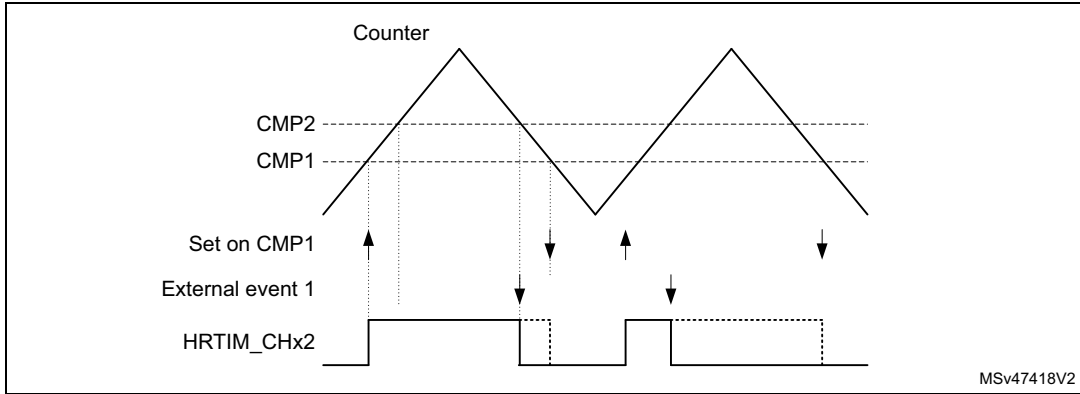 Counter
CMP2
CMP1
Set on CMP1
External event 1
HRTIM_CHx2
MSv47418V2